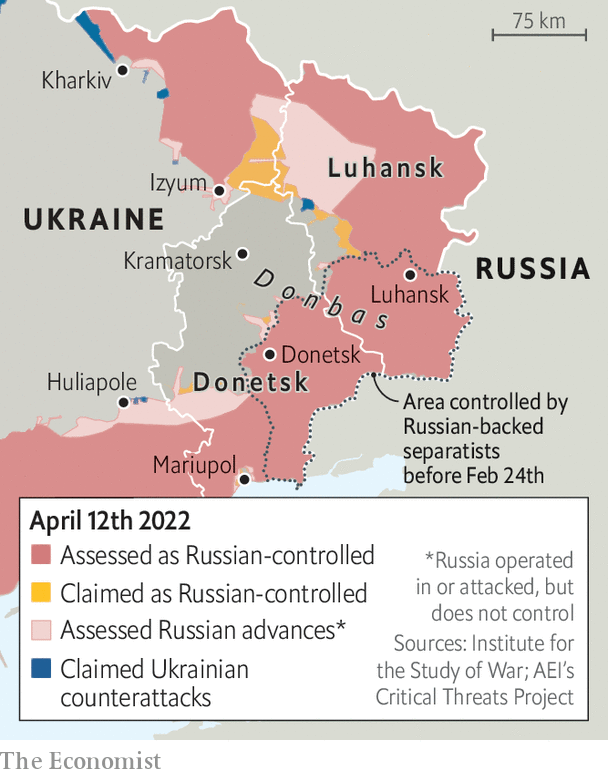 75 km
Kharkiv
Luhansk
Izyum
UKRAINE
Kramatorsk
RUSSIA
Donbas
Luhansk
Donetsk
Huliapole
Donetsk
Area controlled by
Russian-backed
separatists
before Feb 24th
Mariupol
April 12th 2022
Assessed as Russian-controlled
Claimed as Russian-controlled
Assessed Russian advances*
Claimed Ukrainian
counterattacks
*Russia operated
in or attacked, but
does not control
Sources: Institute for
the Study of War; AEI’s
Critical Threats Project
The Economist